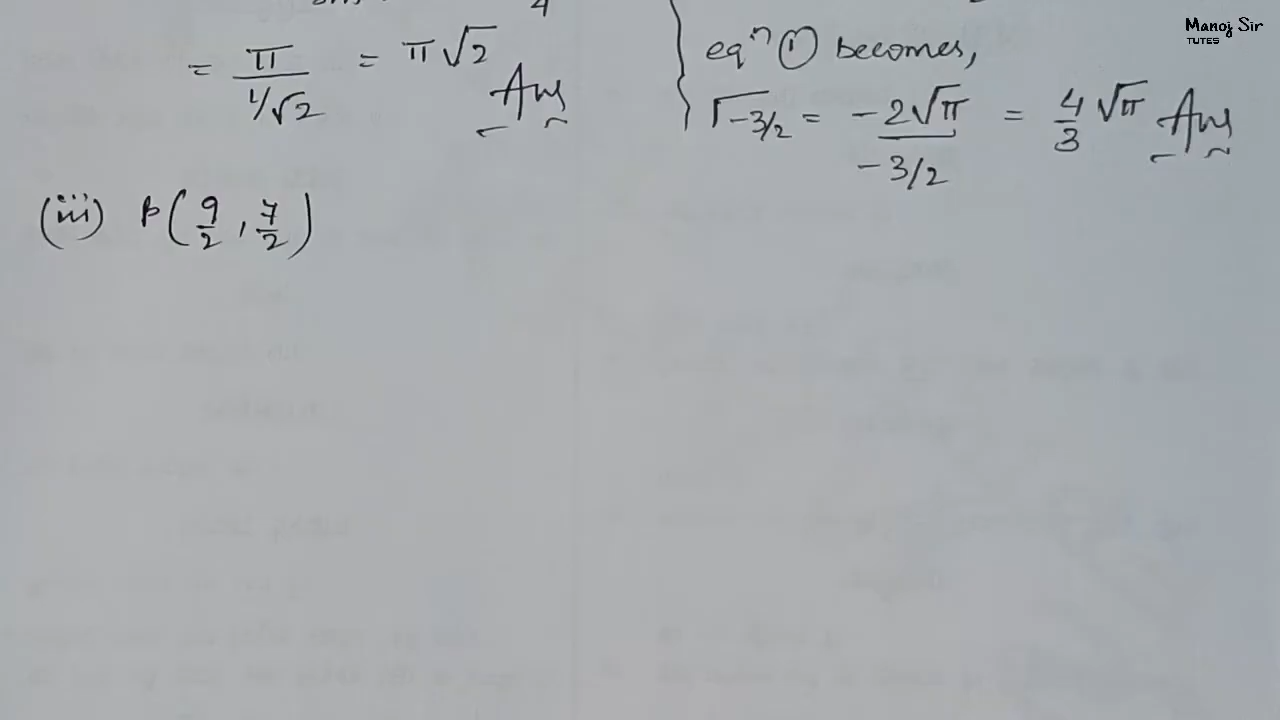 4
= π / 1/√2 = π√2 Ans
eqⁿ ① becomes,
Γ-3/2 = -2√π / -3/2 = 4/3 √π Ans
(iii) β(9/2, 7/2)
Manoj Sir
TUTES